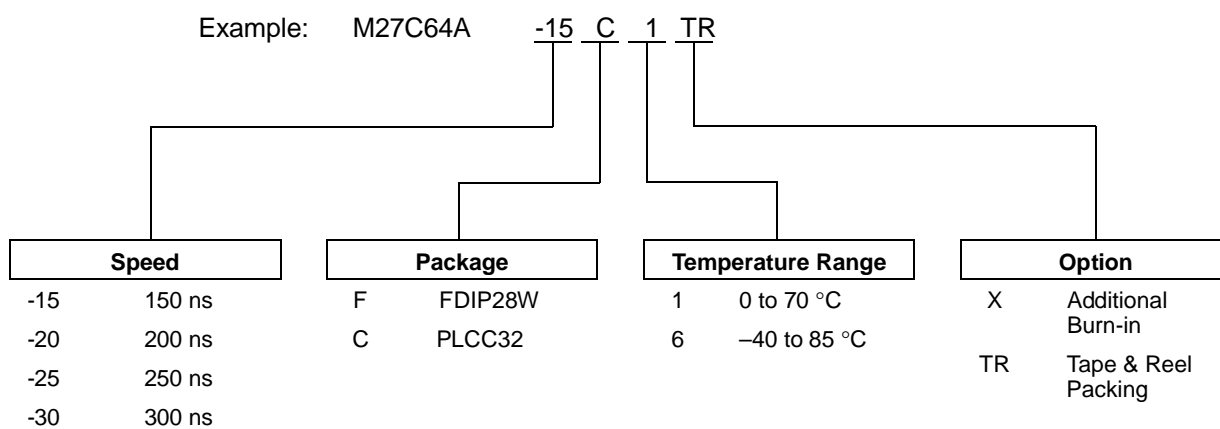 Example: M27C64A -15 C 1 TR
Speed
-15 150 ns
-20 200 ns
-25 250 ns
-30 300 ns
Package
F FDIP28W
C PLCC32
Temperature Range
1 0 to 70 °C
6 –40 to 85 °C
Option
X Additional
Burn-in
TR Tape & Reel
Packing